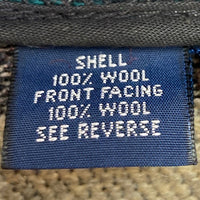 SHELL
100% WOOL
FRONT FACING
100% WOOL
SEE REVERSE